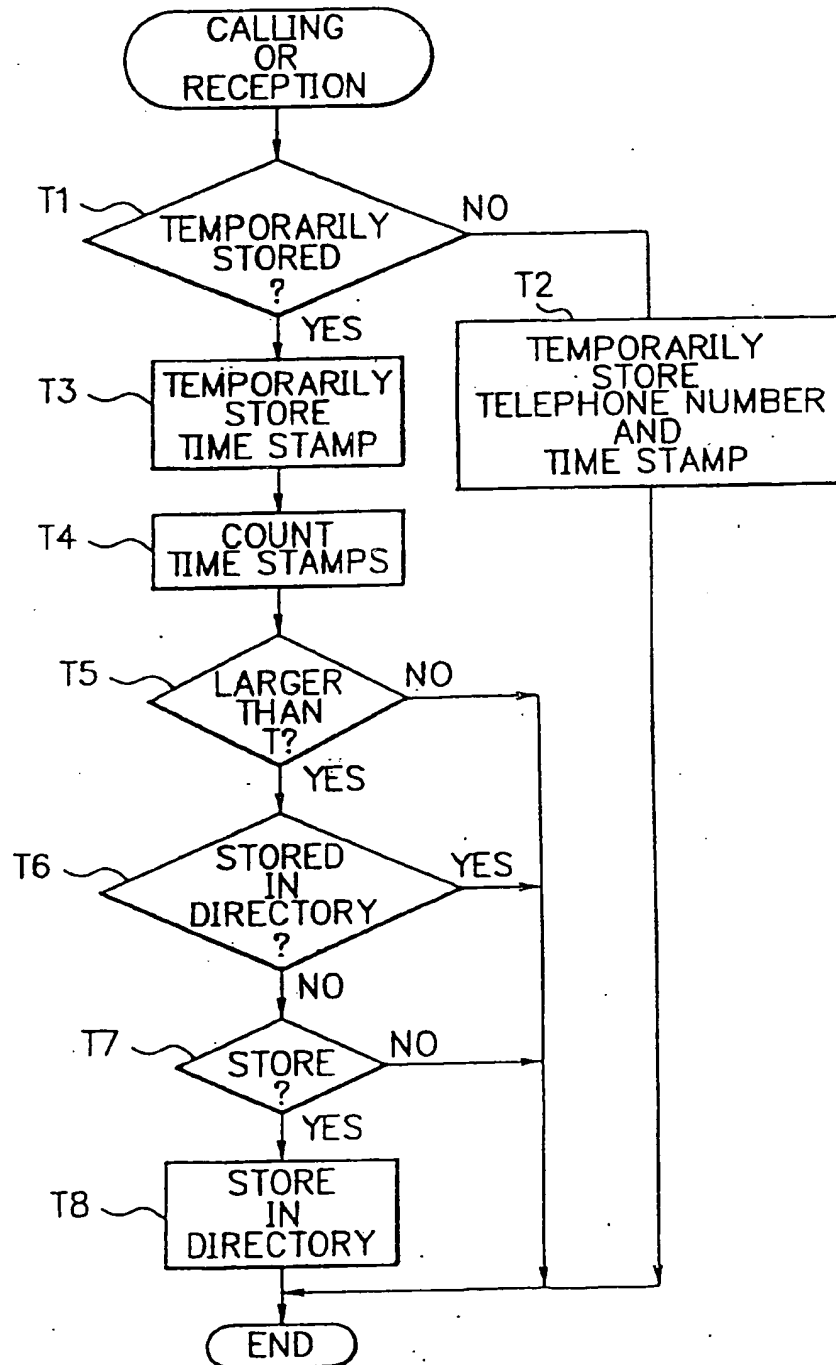 CALLING
OR
RECEPTION
T1
TEMPORARILY
STORED
?
NO
YES
T2
TEMPORARILY
STORE
TELEPHONE NUMBER
AND
TIME STAMP
T3
TEMPORARILY
STORE
TIME STAMP
T4
COUNT
TIME STAMPS
T5
LARGER
THAN
T?
NO
YES
T6
STORED
IN
DIRECTORY
?
YES
NO
T7
STORE
?
NO
YES
T8
STORE
IN
DIRECTORY
END